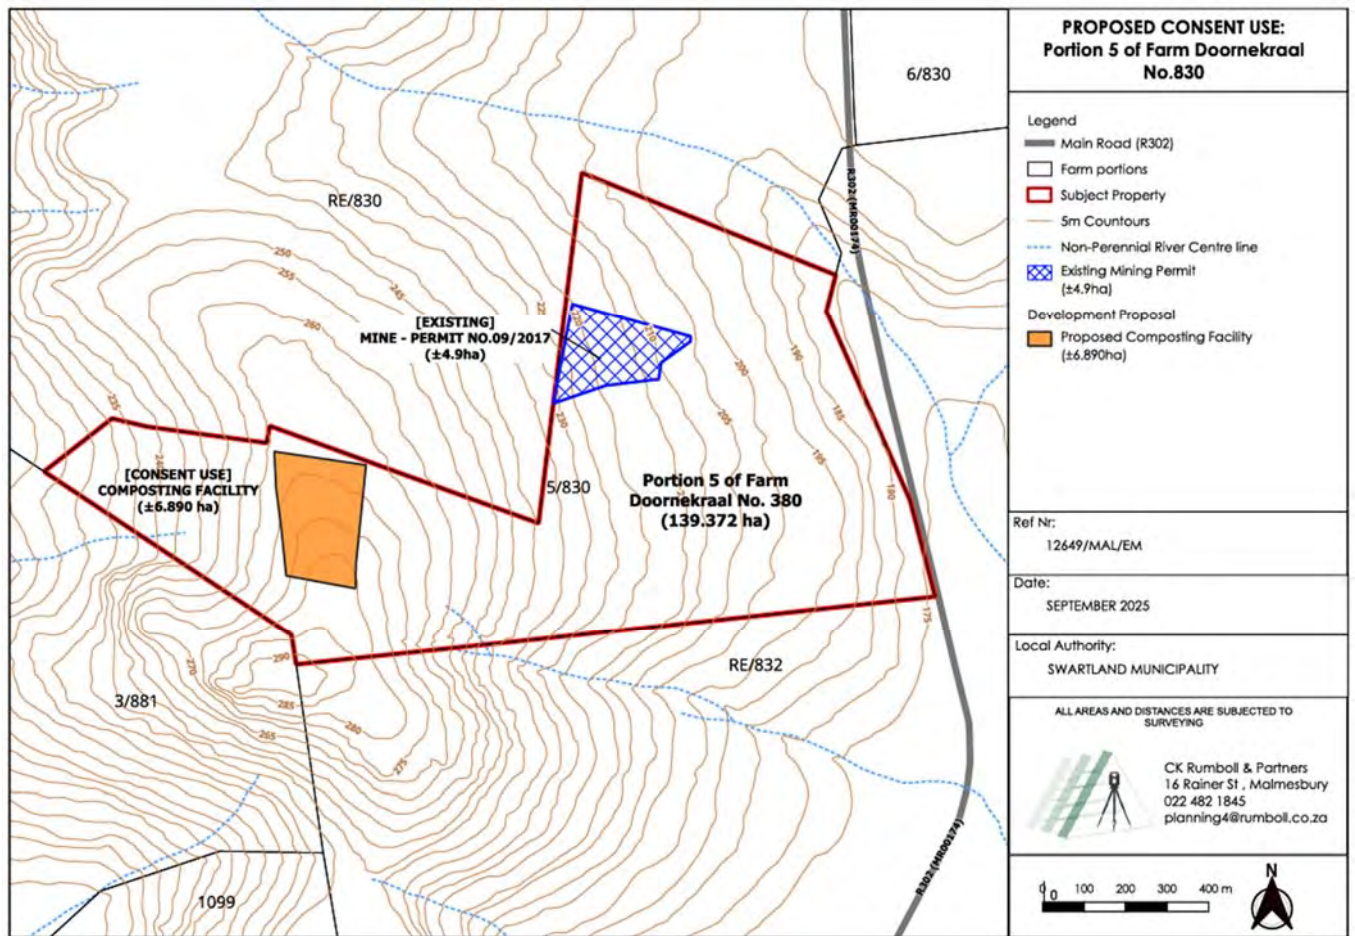 PROPOSED CONSENT USE:
Portion 5 of Farm Doornekraal
No.830
Legend
Main Road (R302)
Farm portions
Subject Property
5m Countours
Non-Perennial River Centre line
Existing Mining Permit
(±4.9ha)
Development Proposal
Proposed Composting Facility
(±6.890ha)
Ref Nr:
12649/MAL/EM
Date:
SEPTEMBER 2025
Local Authority:
SWARTLAND MUNICIPALITY
ALL AREAS AND DISTANCES ARE SUBJECTED TO
SURVEYING
CK Rumboll & Partners
16 Rainer St , Malmesbury
022 482 1845
planning4@rumboll.co.za
N
0 100 200 300 400 m
0
6/830
R302 (MR00174)
RE/830
250
255
245
260
[EXISTING]
MINE - PERMIT NO.09/2017
(±4.9ha)
220
210
200
190
185
205
195
180
230
235
[CONSENT USE]
COMPOSTING FACILITY
(±6.890 ha)
5/830
Portion 5 of Farm
Doornekraal No. 380
(139.372 ha)
175
RE/832
290
270
285
280
265
275
3/881
1099
R302 (MR00174)